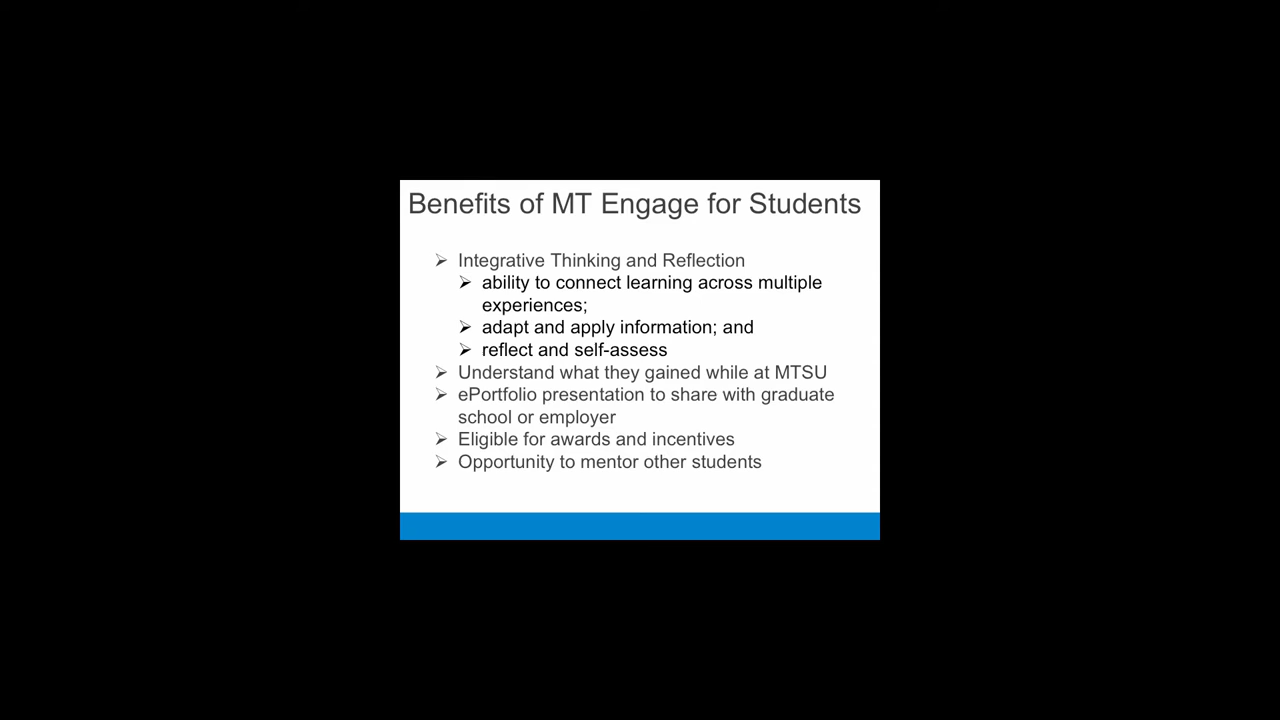 Benefits of MT Engage for Students
➢ Integrative Thinking and Reflection
➢ ability to connect learning across multiple
experiences;
➢ adapt and apply information; and
➢ reflect and self-assess
➢ Understand what they gained while at MTSU
➢ ePortfolio presentation to share with graduate
school or employer
➢ Eligible for awards and incentives
➢ Opportunity to mentor other students